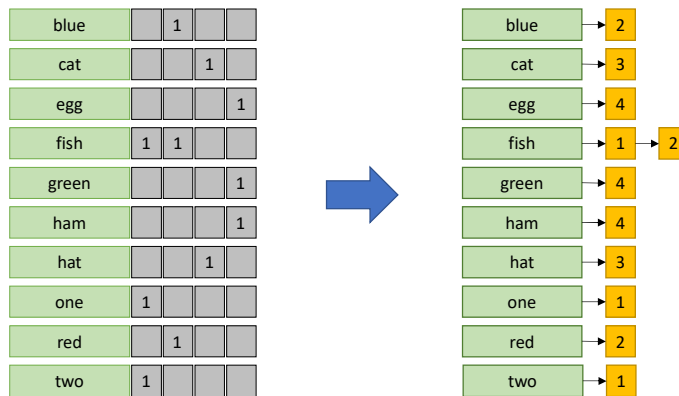 blue 1 blue 2
cat 1 cat 3
egg 1 egg 4
fish 1 1 fish 1 2
green 1 green 4
ham 1 ham 4
hat 1 hat 3
one 1 one 1
red 1 red 2
two 1 two 1